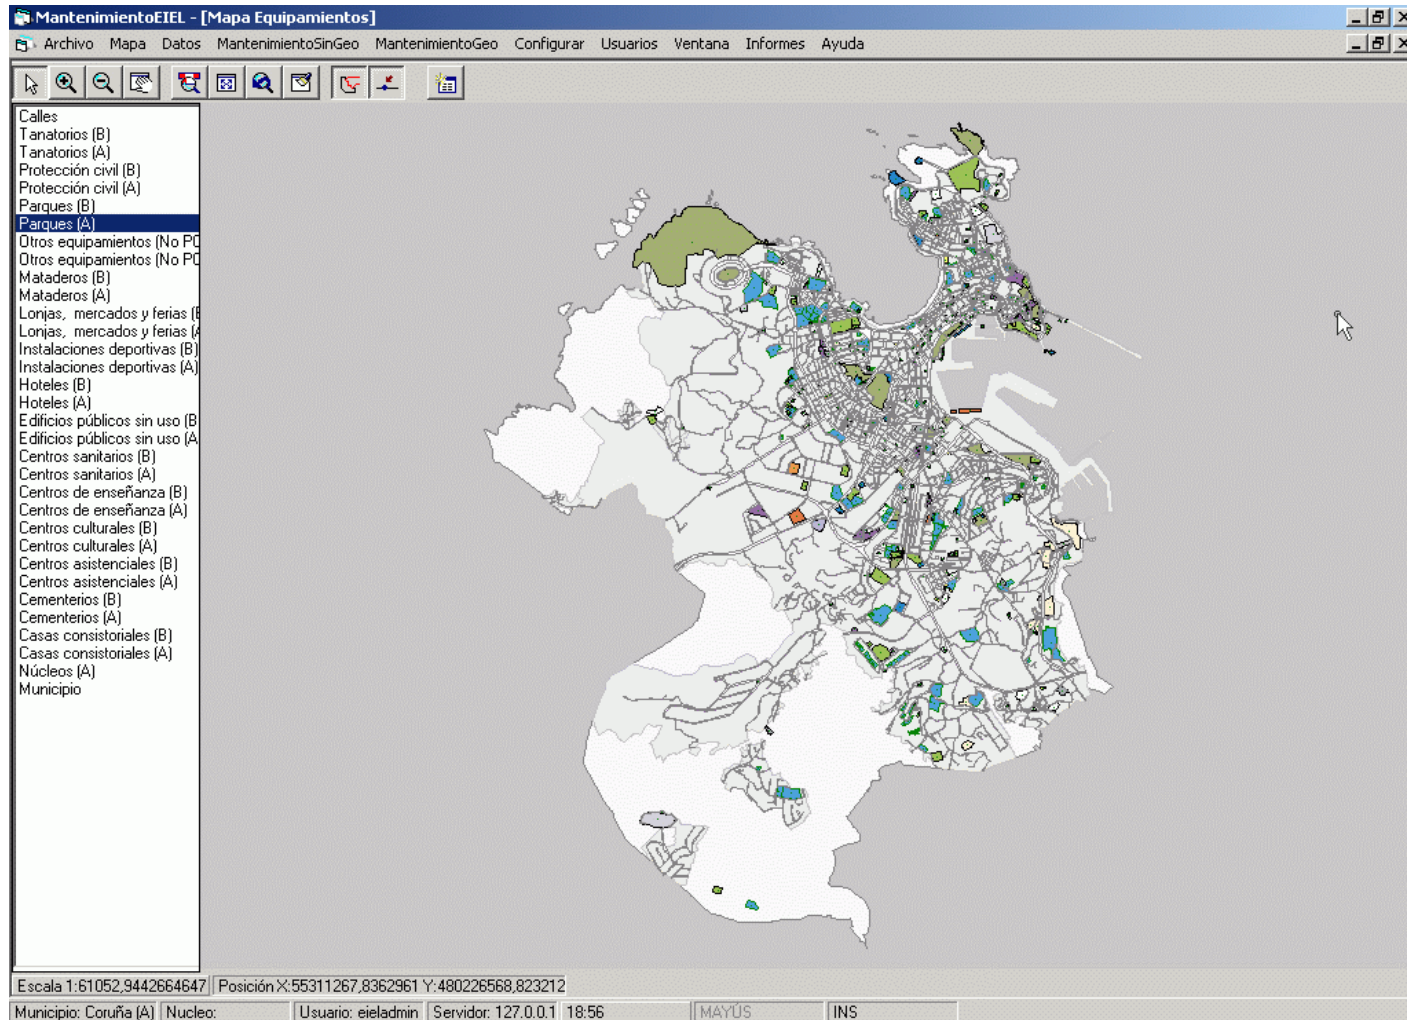 MantenimientoEIEL - [Mapa Equipamientos]
Archivo Mapa Datos MantenimientoSinGeo MantenimientoGeo Configurar Usuarios Ventana Informes Ayuda
Calles
Tanatorios (B)
Tanatorios (A)
Protección civil (B)
Protección civil (A)
Parques (B)
Parques (A)
Otros equipamientos (No PC
Otros equipamientos (No PC
Mataderos (B)
Mataderos (A)
Lonjas, mercados y ferias (B
Lonjas, mercados y ferias (A
Instalaciones deportivas (B)
Instalaciones deportivas (A)
Hoteles (B)
Hoteles (A)
Edificios públicos sin uso (B
Edificios públicos sin uso (A
Centros sanitarios (B)
Centros sanitarios (A)
Centros de enseñanza (B)
Centros de enseñanza (A)
Centros culturales (B)
Centros culturales (A)
Centros asistenciales (B)
Centros asistenciales (A)
Cementerios (B)
Cementerios (A)
Casas consistoriales (B)
Casas consistoriales (A)
Núcleos (A)
Municipio
Escala 1:61052,9442664647 Posición X:55311267,8362961 Y:480226568,823212
Municipio: Coruña (A) Nucleo: Usuario: eieladmin Servidor: 127.0.0.1 18:56 MAYÚS INS